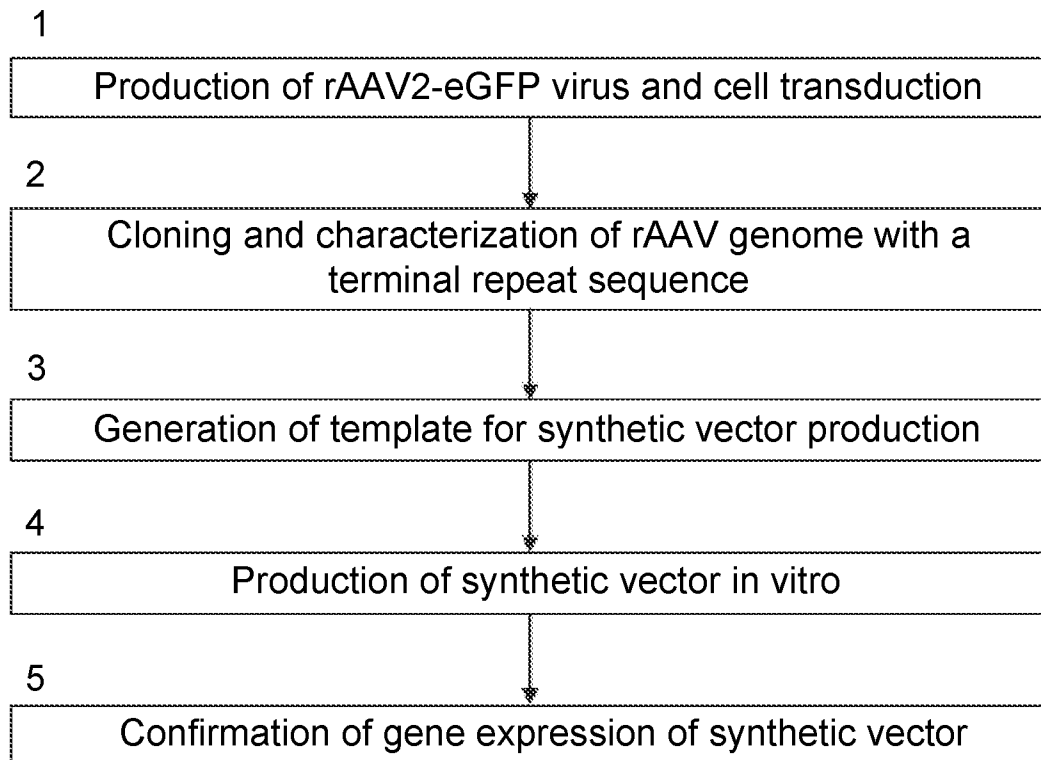 1
Production of rAAV2-eGFP virus and cell transduction
2
Cloning and characterization of rAAV genome with a
terminal repeat sequence
3
Generation of template for synthetic vector production
4
Production of synthetic vector in vitro
5
Confirmation of gene expression of synthetic vector